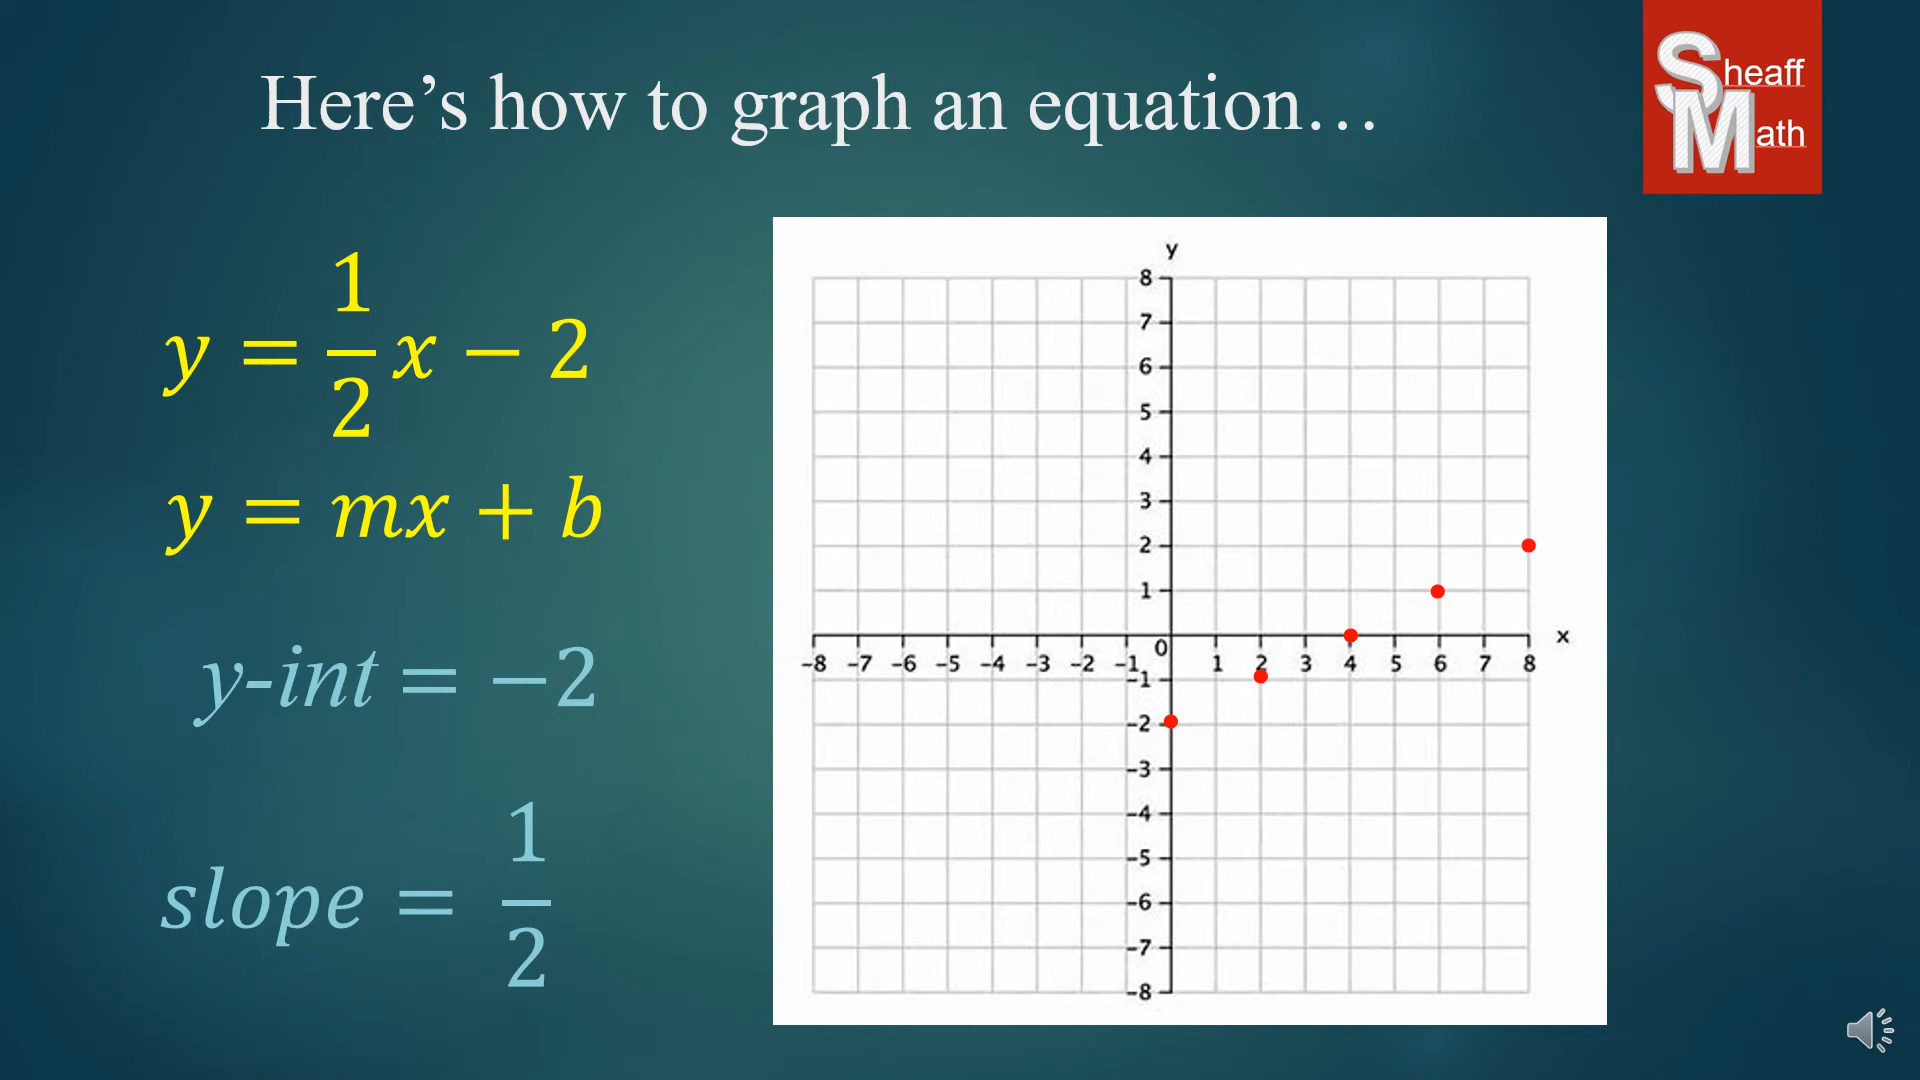 Here’s how to graph an equation…
Sheaff
Math
y = 1/2 x − 2
y = mx + b
y-int = −2
slope = 1/2
y
8
7
6
5
4
3
2
1
0
x
−8 −7 −6 −5 −4 −3 −2 −1 1 2 3 4 5 6 7 8
−1
−2
−3
−4
−5
−6
−7
−8